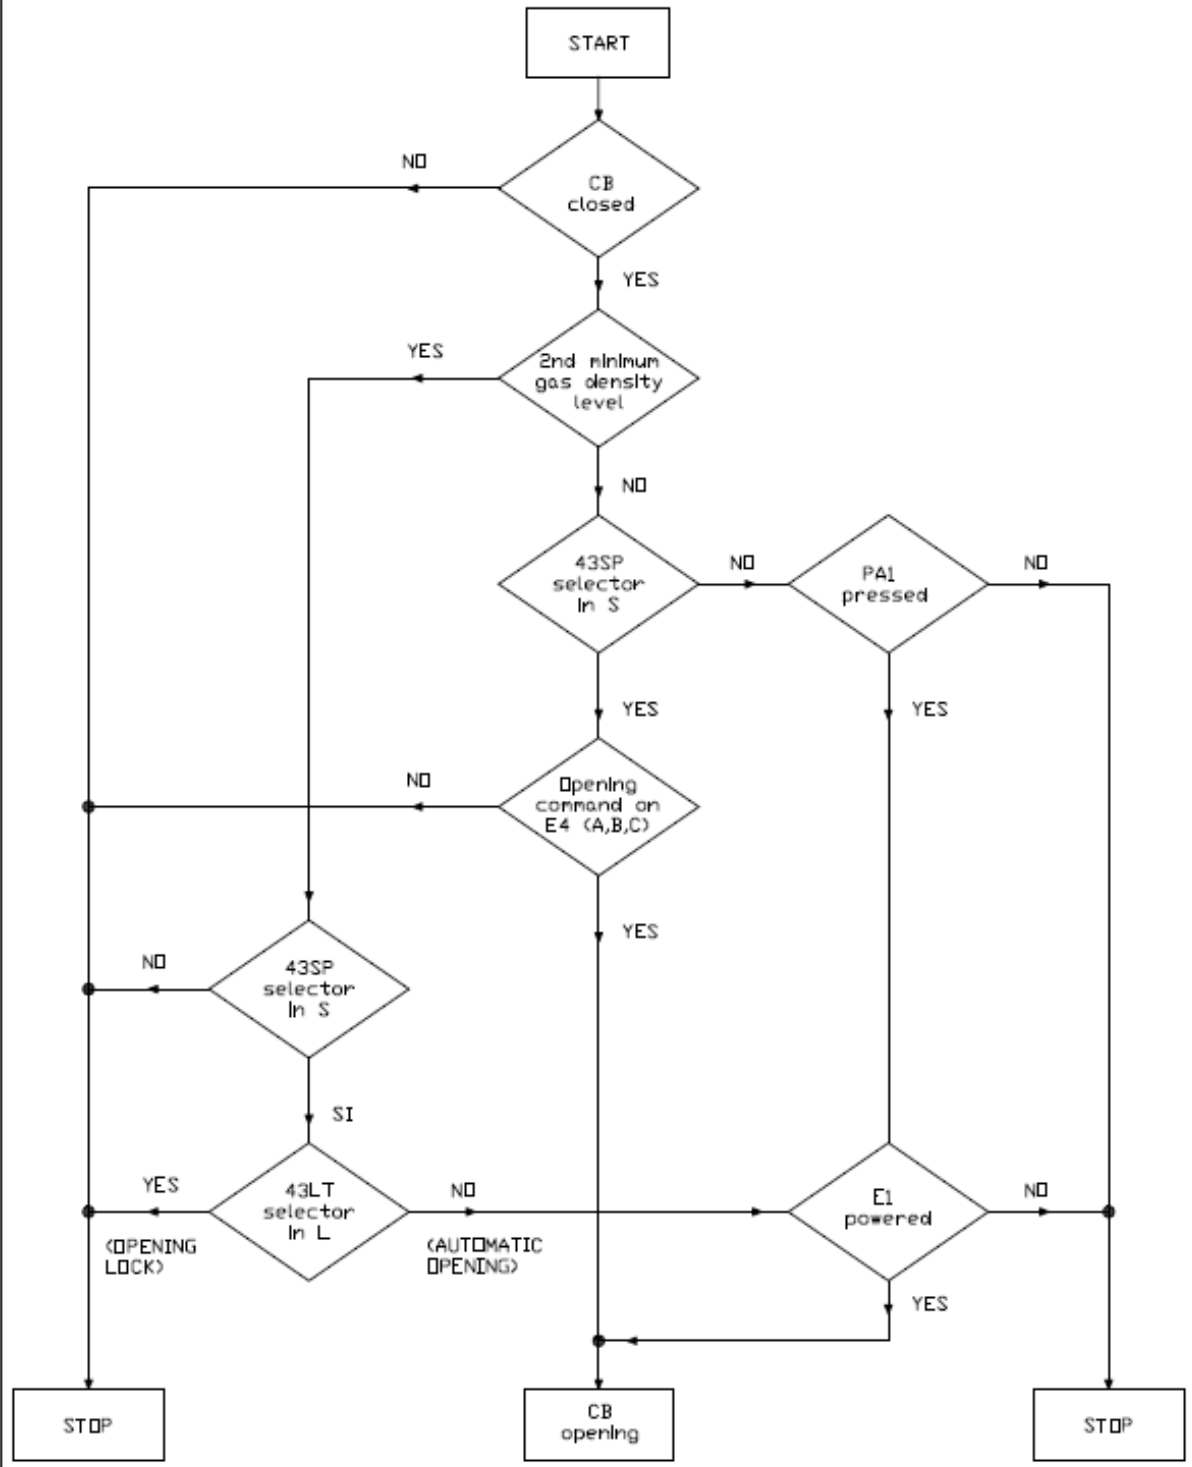 START
NO
CB
closed
YES
YES
2nd minimum
gas density
level
NO
43SP
selector
in S
NO
PA1
pressed
NO
YES
YES
NO
Opening
command on
E4 (A,B,C)
YES
NO
43SP
selector
in S
SI
YES
43LT
selector
in L
NO
E1
powered
NO
(OPENING
LOCK)
(AUTOMATIC
OPENING)
YES
STOP
CB
opening
STOP